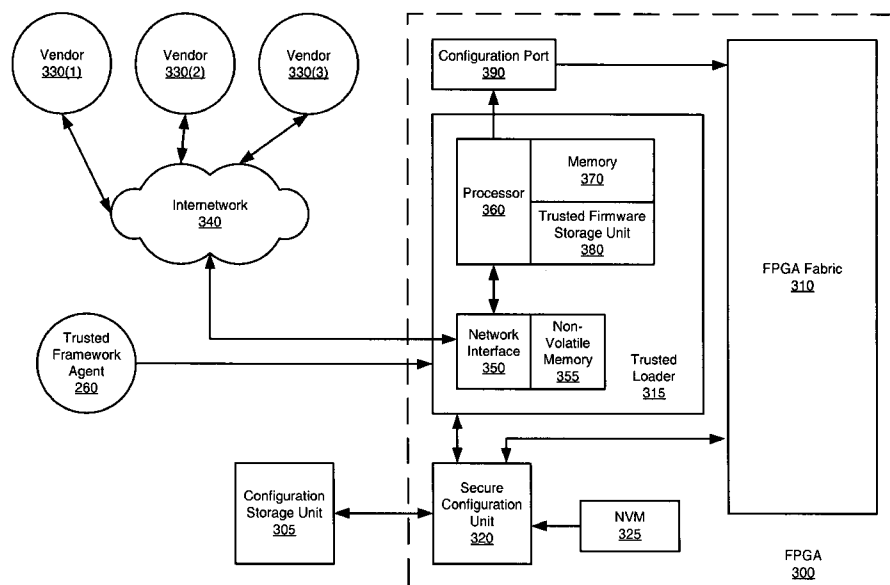 Vendor
330(1)
Vendor
330(2)
Vendor
330(3)
Internetwork
340
Trusted
Framework
Agent
260
Configuration
Storage Unit
305
Configuration Port
390
Processor
360
Memory
370
Trusted Firmware
Storage Unit
380
Network
Interface
350
Non-
Volatile
Memory
355
Trusted
Loader
315
Secure
Configuration
Unit
320
NVM
325
FPGA Fabric
310
FPGA
300